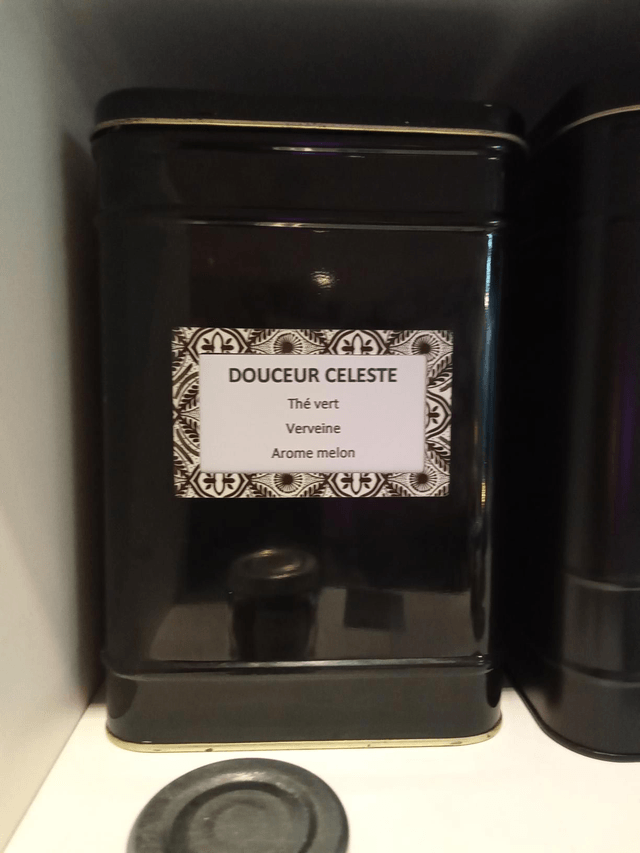 DOUCEUR CELESTE
Thé vert
Verveine
Arome melon